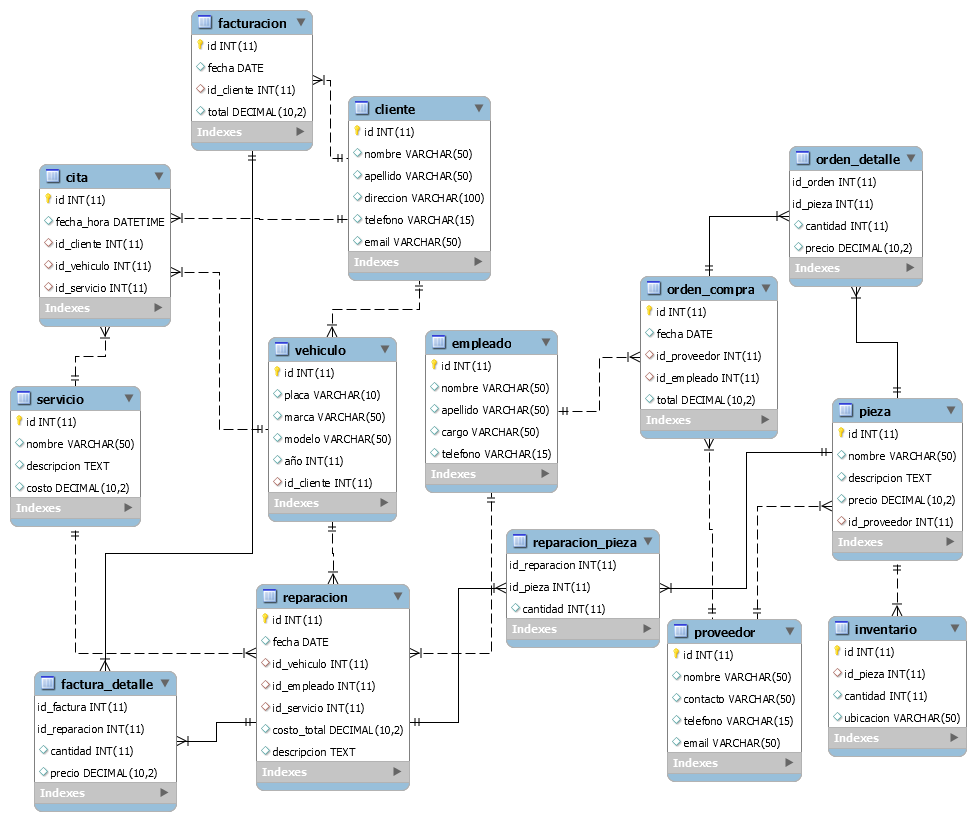 facturacion
id INT(11)
fecha DATE
id_cliente INT(11)
total DECIMAL(10,2)
Indexes
cliente
id INT(11)
nombre VARCHAR(50)
apellido VARCHAR(50)
direccion VARCHAR(100)
telefono VARCHAR(15)
email VARCHAR(50)
Indexes
cita
id INT(11)
fecha_hora DATETIME
id_cliente INT(11)
id_vehiculo INT(11)
id_servicio INT(11)
Indexes
orden_detalle
id_orden INT(11)
id_pieza INT(11)
cantidad INT(11)
precio DECIMAL(10,2)
Indexes
orden_compra
id INT(11)
fecha DATE
id_proveedor INT(11)
id_empleado INT(11)
total DECIMAL(10,2)
Indexes
vehiculo
id INT(11)
placa VARCHAR(10)
marca VARCHAR(50)
modelo VARCHAR(50)
año INT(11)
id_cliente INT(11)
Indexes
empleado
id INT(11)
nombre VARCHAR(50)
apellido VARCHAR(50)
cargo VARCHAR(50)
telefono VARCHAR(15)
Indexes
servicio
id INT(11)
nombre VARCHAR(50)
descripcion TEXT
costo DECIMAL(10,2)
Indexes
pieza
id INT(11)
nombre VARCHAR(50)
descripcion TEXT
precio DECIMAL(10,2)
id_proveedor INT(11)
Indexes
reparacion_pieza
id_reparacion INT(11)
id_pieza INT(11)
cantidad INT(11)
Indexes
reparacion
id INT(11)
fecha DATE
id_vehiculo INT(11)
id_empleado INT(11)
id_servicio INT(11)
costo_total DECIMAL(10,2)
descripcion TEXT
Indexes
proveedor
id INT(11)
nombre VARCHAR(50)
contacto VARCHAR(50)
telefono VARCHAR(15)
email VARCHAR(50)
Indexes
inventario
id INT(11)
id_pieza INT(11)
cantidad INT(11)
ubicacion VARCHAR(50)
Indexes
factura_detalle
id_factura INT(11)
id_reparacion INT(11)
cantidad INT(11)
precio DECIMAL(10,2)
Indexes